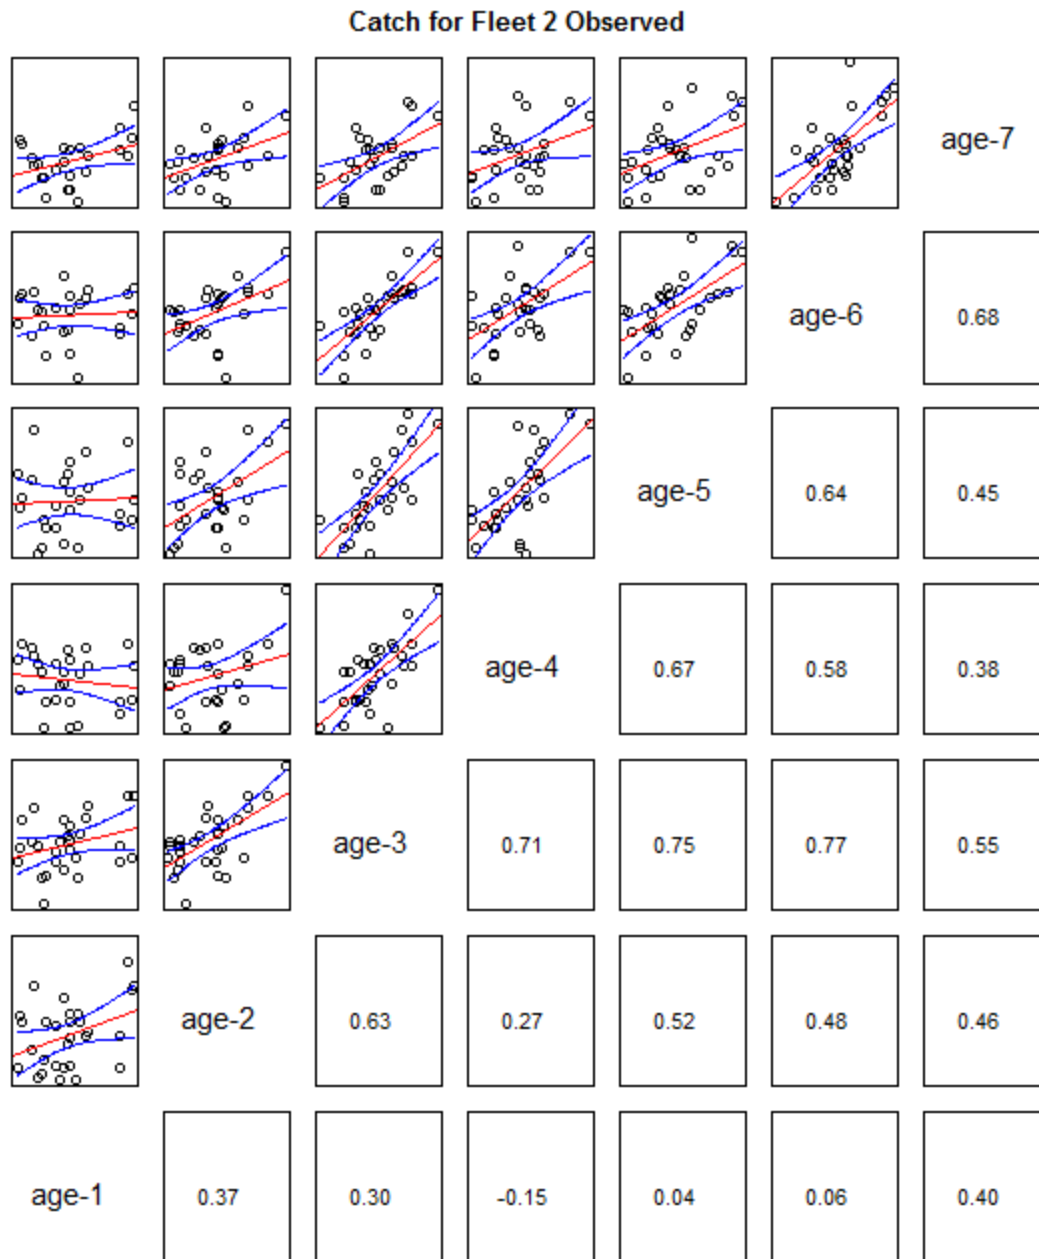 Catch for Fleet 2 Observed
age-7
age-6 0.68
age-5 0.64 0.45
age-4 0.67 0.58 0.38
age-3 0.71 0.75 0.77 0.55
age-2 0.63 0.27 0.52 0.48 0.46
age-1 0.37 0.30 -0.15 0.04 0.06 0.40